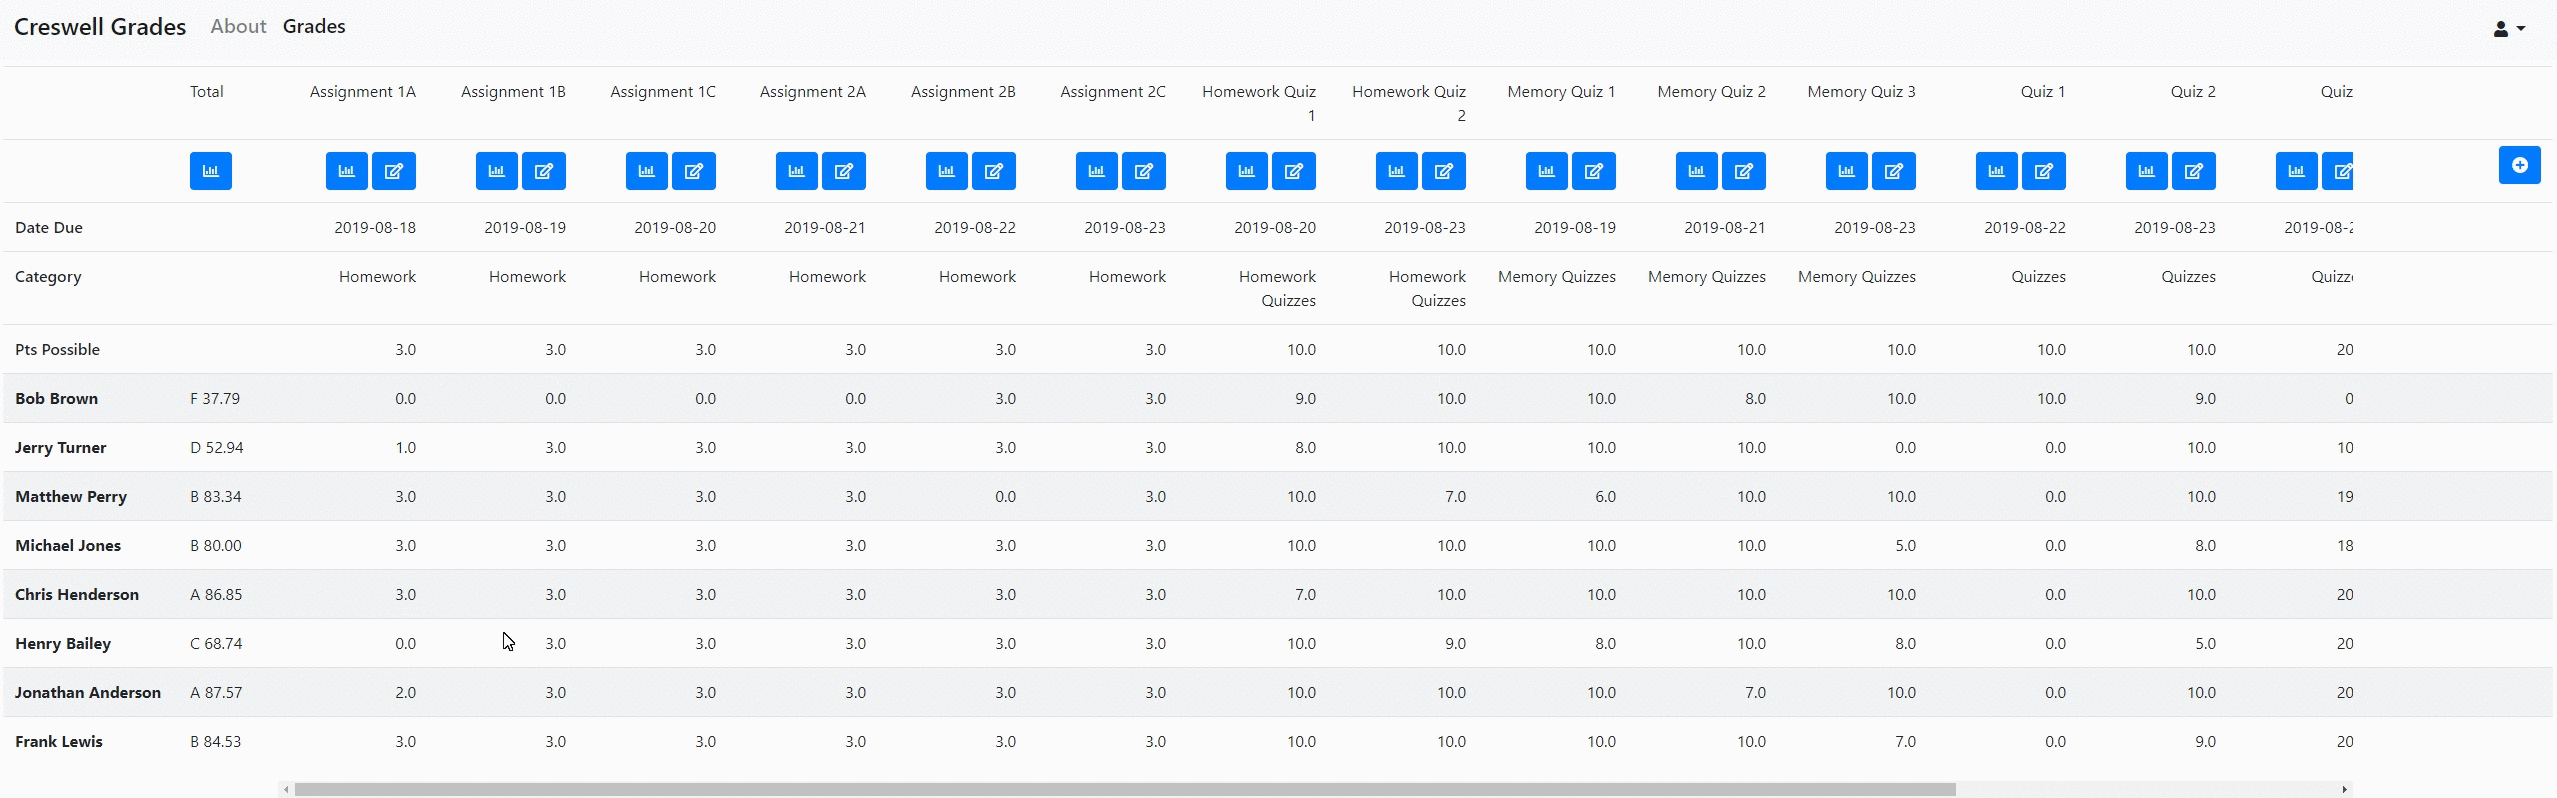 Creswell Grades About Grades
Total Assignment 1A Assignment 1B Assignment 1C Assignment 2A Assignment 2B Assignment 2C Homework Quiz 1 Homework Quiz 2 Memory Quiz 1 Memory Quiz 2 Memory Quiz 3 Quiz 1 Quiz 2 Quiz
Date Due 2019-08-18 2019-08-19 2019-08-20 2019-08-21 2019-08-22 2019-08-23 2019-08-20 2019-08-23 2019-08-19 2019-08-21 2019-08-23 2019-08-22 2019-08-23 2019-08-
Category Homework Homework Homework Homework Homework Homework Homework Quizzes Homework Quizzes Memory Quizzes Memory Quizzes Memory Quizzes Quizzes Quizzes
Pts Possible 3.0 3.0 3.0 3.0 3.0 3.0 10.0 10.0 10.0 10.0 10.0 10.0 10.0 20
Bob Brown F 37.79 0.0 0.0 0.0 0.0 3.0 3.0 9.0 10.0 10.0 8.0 10.0 10.0 9.0 0
Jerry Turner D 52.94 1.0 3.0 3.0 3.0 3.0 3.0 8.0 10.0 10.0 10.0 0.0 0.0 10.0 10
Matthew Perry B 83.34 3.0 3.0 3.0 3.0 0.0 3.0 10.0 7.0 6.0 10.0 10.0 0.0 10.0 19
Michael Jones B 80.00 3.0 3.0 3.0 3.0 3.0 3.0 10.0 10.0 10.0 10.0 5.0 0.0 8.0 18
Chris Henderson A 86.85 3.0 3.0 3.0 3.0 3.0 3.0 7.0 10.0 10.0 10.0 10.0 0.0 10.0 20
Henry Bailey C 68.74 0.0 3.0 3.0 3.0 3.0 3.0 10.0 9.0 8.0 10.0 8.0 0.0 5.0 20
Jonathan Anderson A 87.57 2.0 3.0 3.0 3.0 3.0 3.0 10.0 10.0 10.0 7.0 10.0 0.0 10.0 20
Frank Lewis B 84.53 3.0 3.0 3.0 3.0 3.0 3.0 10.0 10.0 10.0 10.0 7.0 0.0 9.0 20